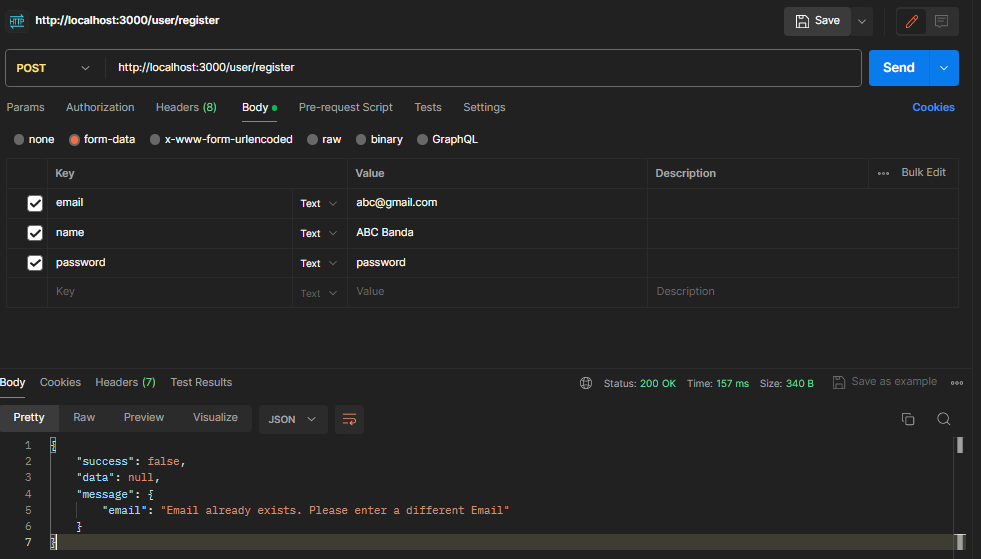 HTTP http://localhost:3000/user/register Save
POST http://localhost:3000/user/register Send
Params Authorization Headers (8) Body Pre-request Script Tests Settings Cookies
none form-data x-www-form-urlencoded raw binary GraphQL
Key Value Description Bulk Edit
email Text abc@gmail.com
name Text ABC Banda
password Text password
Key Text Value Description
Body Cookies Headers (7) Test Results Status: 200 OK Time: 157 ms Size: 340 B Save as example
Pretty Raw Preview Visualize JSON
1 {
2 "success": false,
3 "data": null,
4 "message": {
5 "email": "Email already exists. Please enter a different Email"
6 }
7 }